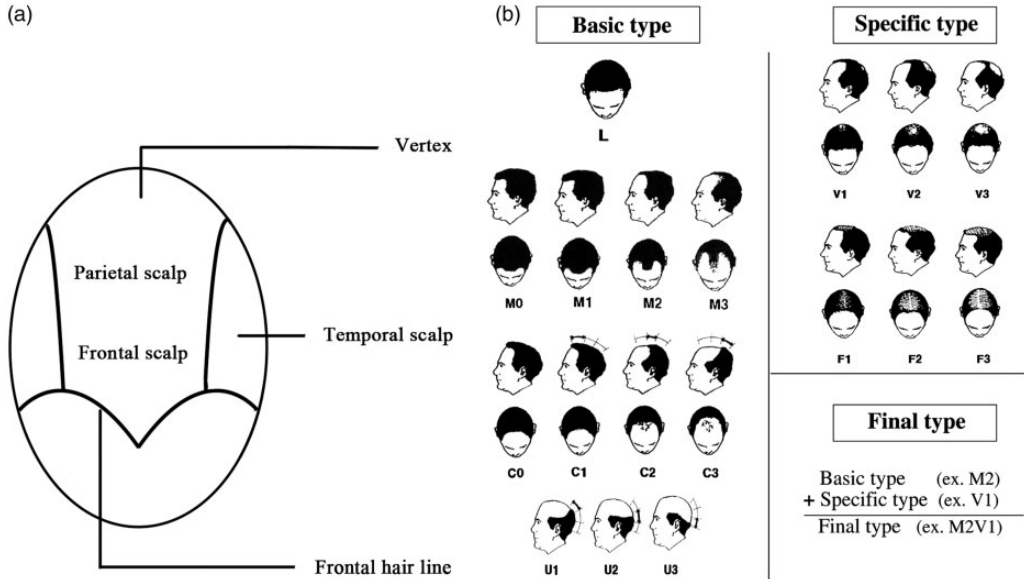 (a)
Vertex
Parietal scalp
Temporal scalp
Frontal scalp
Frontal hair line
(b)
Basic type
L
M0 M1 M2 M3
C0 C1 C2 C3
U1 U2 U3
Specific type
V1 V2 V3
F1 F2 F3
Final type
Basic type (ex. M2)
+ Specific type (ex. V1)
Final type (ex. M2V1)